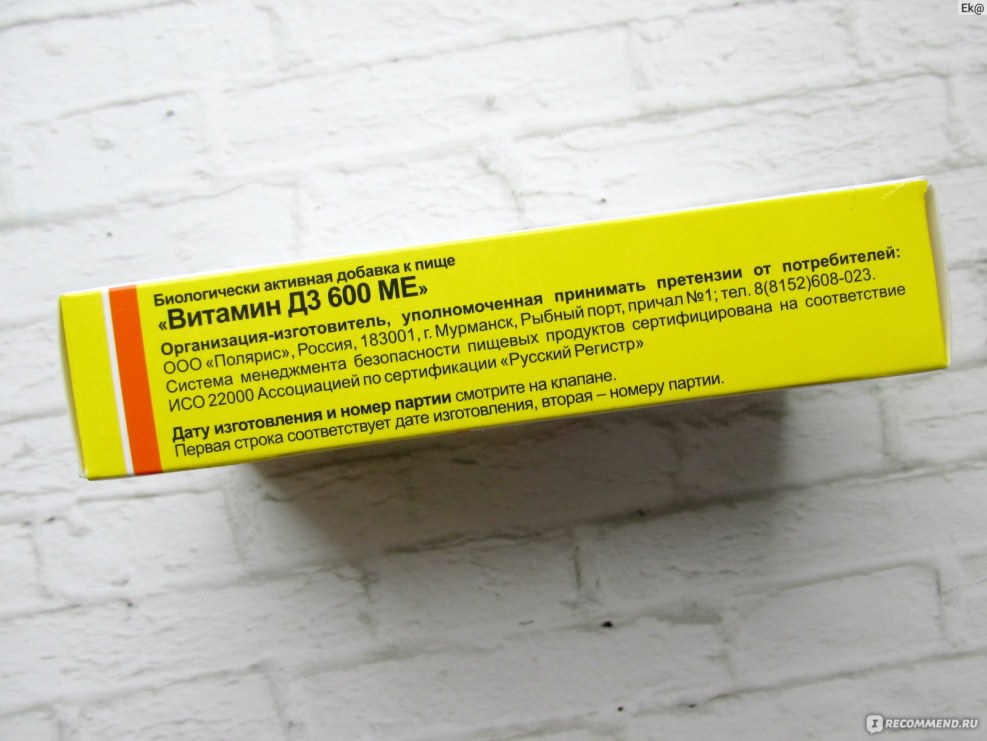 Ek@
Биологически активная добавка к пище
«Витамин Д3 600 МЕ»
Организация-изготовитель, уполномоченная принимать претензии от потребителей:
ООО «Полярис», Россия, 183001, г. Мурманск, Рыбный порт, причал №1; тел. 8(8152)608-023.
Система менеджмента безопасности пищевых продуктов сертифицирована на соответствие
ИСО 22000 Ассоциацией по сертификации «Русский Регистр»
Дату изготовления и номер партии смотрите на клапане.
Первая строка соответствует дате изготовления, вторая – номеру партии.
I RECOMMEND.RU